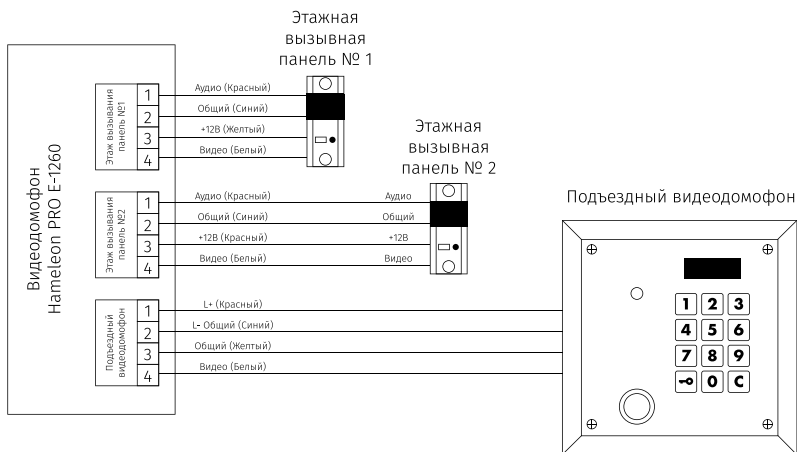 Этажная
вызывная
панель № 1
Этажная
вызывная
панель № 2
Подъездный видеодомофон
Видеодомофон
Hameleon PRO E-1260
Этаж вызывания
панель №1
1
2
3
4
Аудио (Красный)
Общий (Синий)
+12В (Желтый)
Видео (Белый)
Этаж вызывания
панель №2
1
2
3
4
Аудио (Красный)
Общий (Синий)
+12В (Красный)
Видео (Белый)
Аудио
Общий
+12В
Видео
Подъездный
видеодомофон
1
2
3
4
L+ (Красный)
L- Общий (Синий)
Общий (Желтый)
Видео (Белый)
1 2 3
4 5 6
7 8 9
0 C